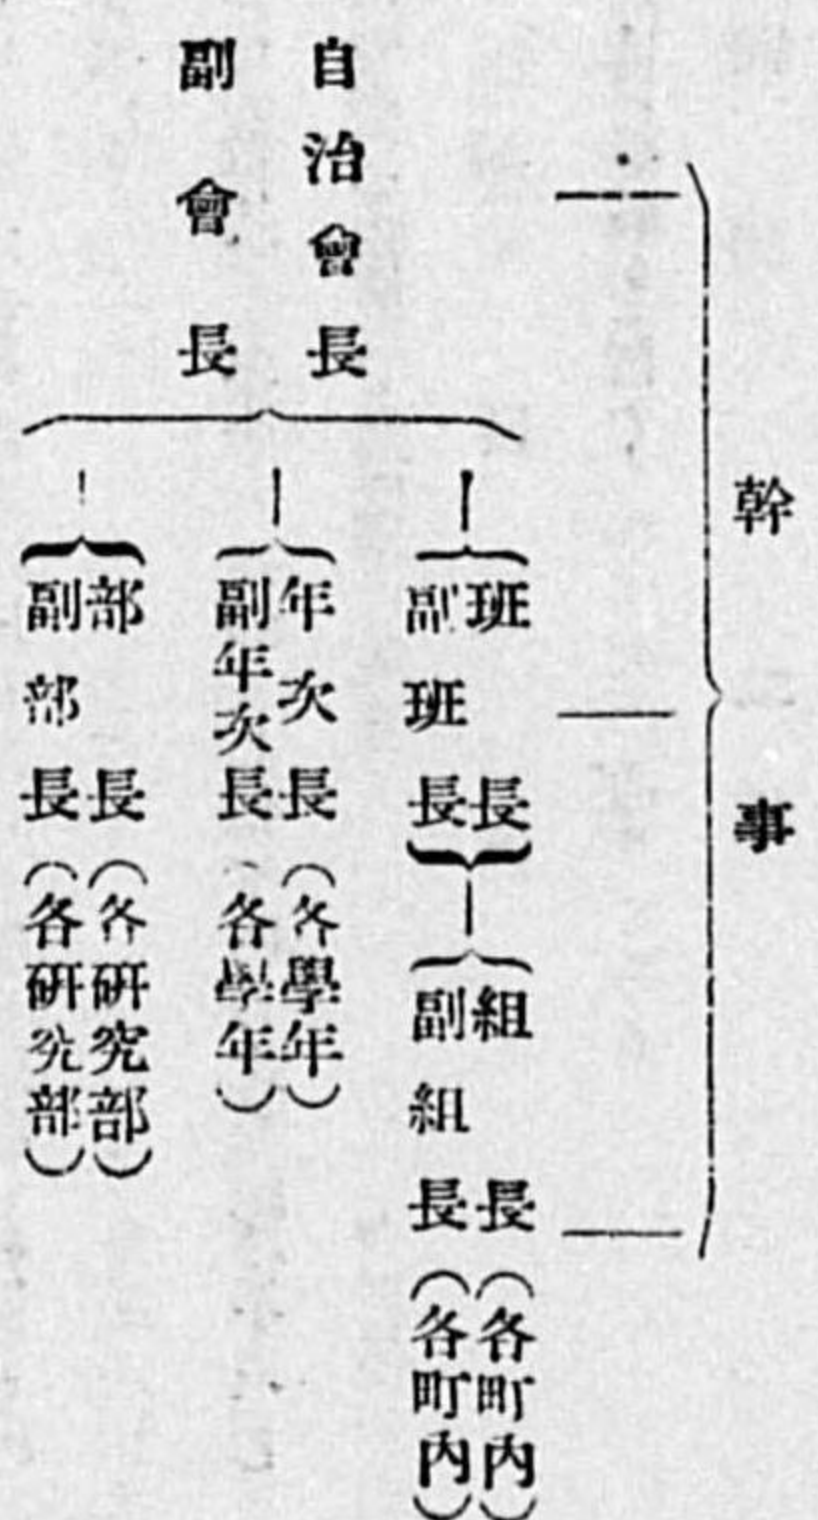 幹事
自治會長
副會長
班長
副班長
組長（各町內）
副組長（各町內）
年次長（各學年）
副年次長（各學年）
部長（各研究部）
副部長（各研究部）